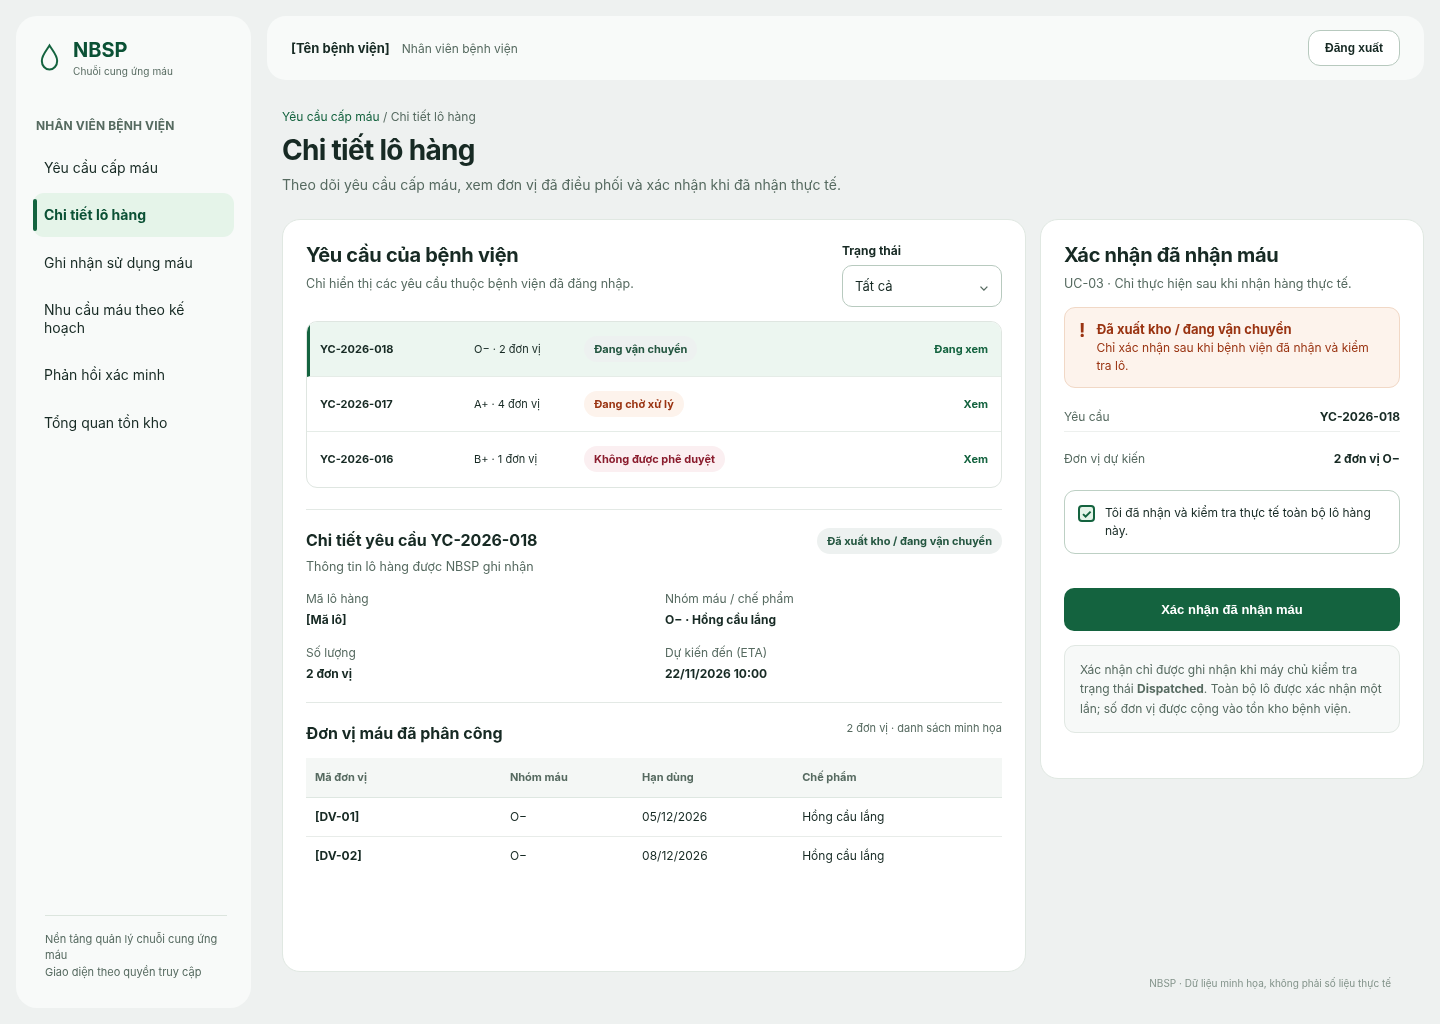 NBSP
Chuỗi cung ứng máu
NHÂN VIÊN BỆNH VIỆN
Yêu cầu cấp máu
Chi tiết lô hàng
Ghi nhận sử dụng máu
Nhu cầu máu theo kế
hoạch
Phản hồi xác minh
Tổng quan tồn kho
Nền tảng quản lý chuỗi cung ứng
máu
Giao diện theo quyền truy cập
[Tên bệnh viện] Nhân viên bệnh viện
Đăng xuất
Yêu cầu cấp máu / Chi tiết lô hàng
Chi tiết lô hàng
Theo dõi yêu cầu cấp máu, xem đơn vị đã điều phối và xác nhận khi đã nhận thực tế.
Yêu cầu của bệnh viện
Chỉ hiển thị các yêu cầu thuộc bệnh viện đã đăng nhập.
Trạng thái
Tất cả
YC-2026-018 O− · 2 đơn vị Đang vận chuyển Đang xem
YC-2026-017 A+ · 4 đơn vị Đang chờ xử lý Xem
YC-2026-016 B+ · 1 đơn vị Không được phê duyệt Xem
Chi tiết yêu cầu YC-2026-018
Đã xuất kho / đang vận chuyển
Thông tin lô hàng được NBSP ghi nhận
Mã lô hàng Nhóm máu / chế phẩm
[Mã lô] O− · Hồng cầu lắng
Số lượng Dự kiến đến (ETA)
2 đơn vị 22/11/2026 10:00
Đơn vị máu đã phân công
2 đơn vị · danh sách minh họa
Mã đơn vị Nhóm máu Hạn dùng Chế phẩm
[DV-01] O− 05/12/2026 Hồng cầu lắng
[DV-02] O− 08/12/2026 Hồng cầu lắng
Xác nhận đã nhận máu
UC-03 · Chỉ thực hiện sau khi nhận hàng thực tế.
! Đã xuất kho / đang vận chuyển
Chỉ xác nhận sau khi bệnh viện đã nhận và kiểm
tra lô.
Yêu cầu YC-2026-018
Đơn vị dự kiến 2 đơn vị O−
Tôi đã nhận và kiểm tra thực tế toàn bộ lô hàng
này.
Xác nhận đã nhận máu
Xác nhận chỉ được ghi nhận khi máy chủ kiểm tra
trạng thái Dispatched. Toàn bộ lô được xác nhận một
lần; số đơn vị được cộng vào tồn kho bệnh viện.
NBSP · Dữ liệu minh họa, không phải số liệu thực tế